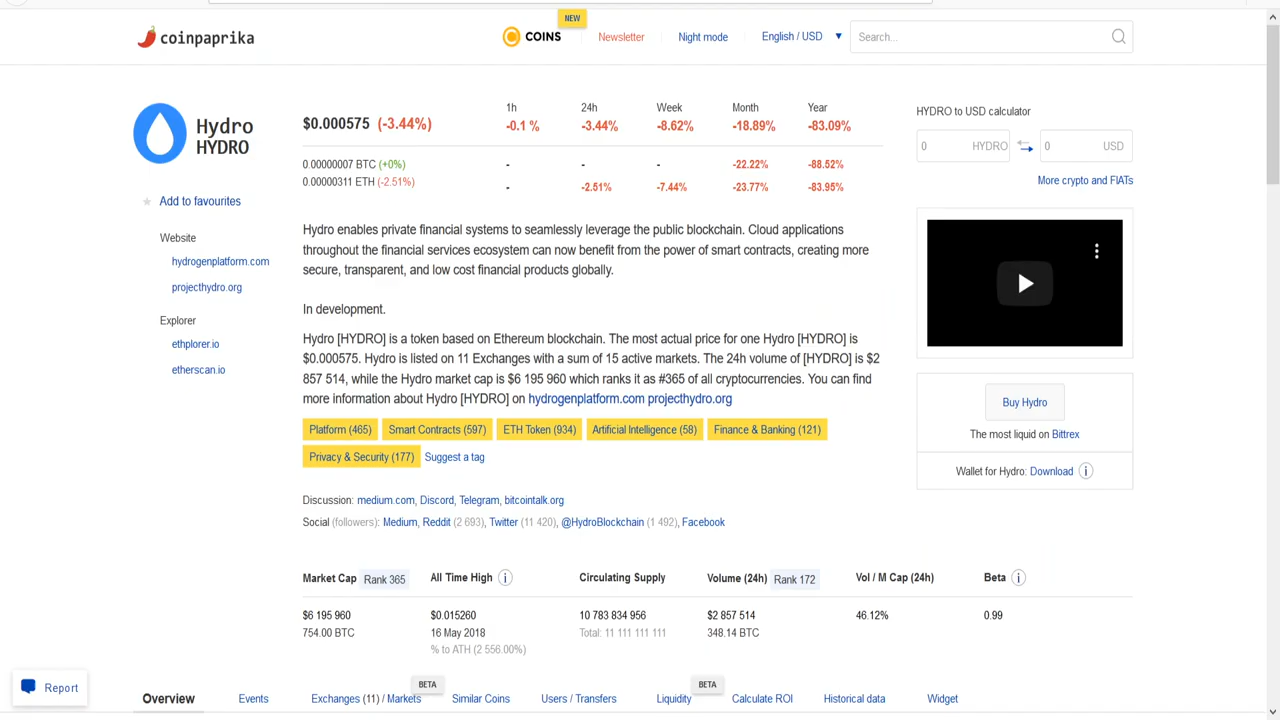 coinpaprika
NEW
COINS
Newsletter
Night mode
English / USD
Search...
Hydro
HYDRO
Add to favourites
Website
hydrogenplatform.com
projecthydro.org
Explorer
ethplorer.io
etherscan.io
$0.000575 (-3.44%)
1h 24h Week Month Year
-0.1 % -3.44% -8.62% -18.89% -83.09%
0.00000007 BTC (+0%) - - - -22.22% -88.52%
0.00000311 ETH (-2.51%) - -2.51% -7.44% -23.77% -83.95%
Hydro enables private financial systems to seamlessly leverage the public blockchain. Cloud applications
throughout the financial services ecosystem can now benefit from the power of smart contracts, creating more
secure, transparent, and low cost financial products globally.
In development.
Hydro [HYDRO] is a token based on Ethereum blockchain. The most actual price for one Hydro [HYDRO] is
$0.000575. Hydro is listed on 11 Exchanges with a sum of 15 active markets. The 24h volume of [HYDRO] is $2
857 514, while the Hydro market cap is $6 195 960 which ranks it as #365 of all cryptocurrencies. You can find
more information about Hydro [HYDRO] on hydrogenplatform.com projecthydro.org
Platform (465) Smart Contracts (597) ETH Token (934) Artificial Intelligence (58) Finance & Banking (121)
Privacy & Security (177) Suggest a tag
Discussion: medium.com, Discord, Telegram, bitcointalk.org
Social (followers): Medium, Reddit (2 693), Twitter (11 420), @HydroBlockchain (1 492), Facebook
HYDRO to USD calculator
0 HYDRO 0 USD
More crypto and FIATs
Buy Hydro
The most liquid on Bittrex
Wallet for Hydro: Download
Market Cap Rank 365 All Time High Circulating Supply Volume (24h) Rank 172 Vol / M Cap (24h) Beta
$6 195 960 $0.015260 10 783 834 956 $2 857 514 46.12% 0.99
754.00 BTC 16 May 2018 Total: 11 111 111 111 348.14 BTC
% to ATH (2 556.00%)
Report
BETA BETA
Overview Events Exchanges (11) / Markets Similar Coins Users / Transfers Liquidity Calculate ROI Historical data Widget